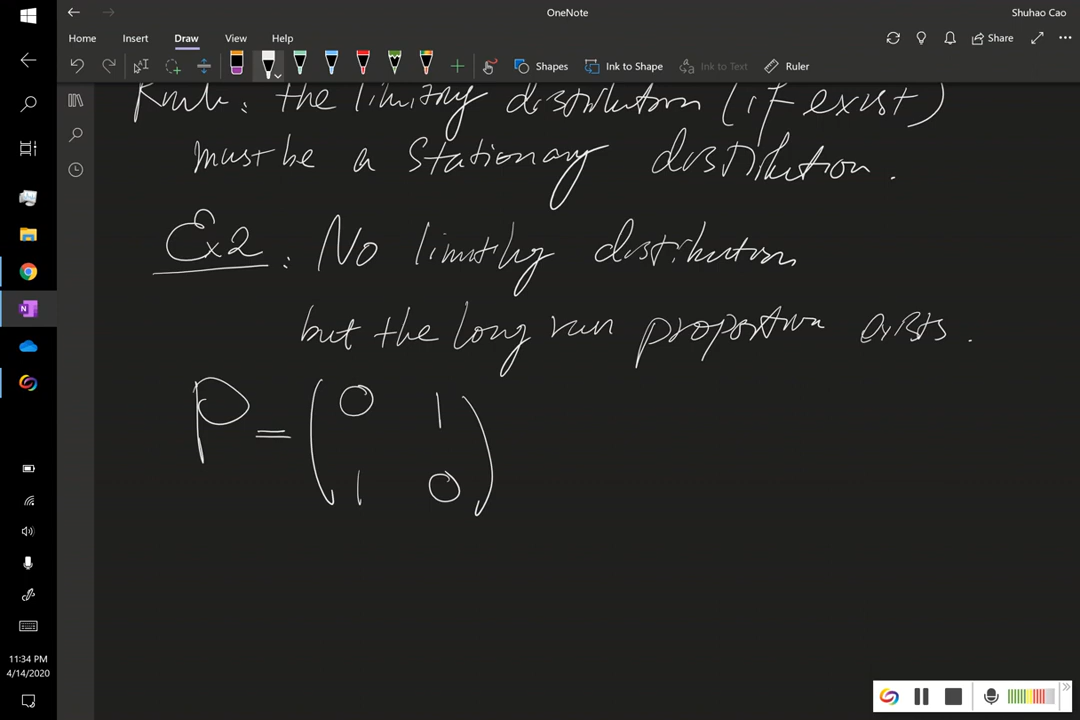 OneNote
Shuhao Cao
Home Insert Draw View Help
Shapes Ink to Shape Ink to Text Ruler Share
Rmk: the limiting distribution (if exist)
must be a stationary distribution.
Ex2: No limiting distribution
but the long run proportion exists.
P = ( 0 1
1 0 )
11:34 PM
4/14/2020